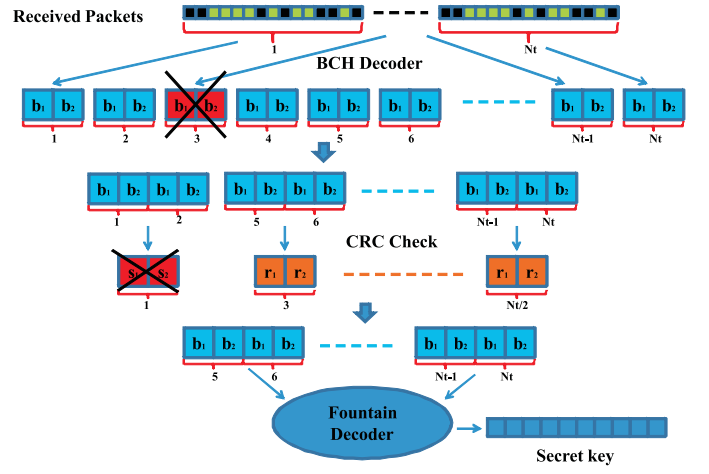 Received Packets
1 Nt
BCH Decoder
b₁ b₂ b₁ b₂ b₁ b₂ b₁ b₂ b₁ b₂ b₁ b₂ b₁ b₂ b₁ b₂
1 2 3 4 5 6 Nt-1 Nt
b₁ b₂ b₁ b₂ b₁ b₂ b₁ b₂ b₁ b₂ b₁ b₂
1 2 5 6 Nt-1 Nt
CRC Check
s₁ s₂ r₁ r₂ r₁ r₂
1 3 Nt/2
b₁ b₂ b₁ b₂ b₁ b₂ b₁ b₂
5 6 Nt-1 Nt
Fountain
Decoder
Secret key